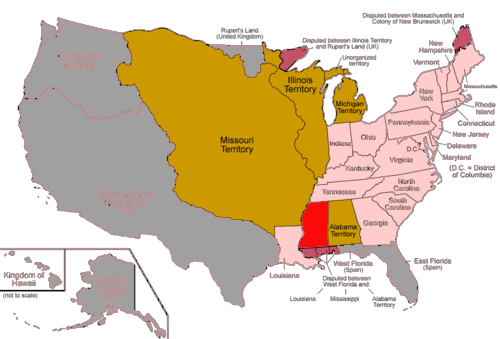 Disputed between Massachusetts and
Colony of New Brunswick (UK)
Rupert's Land
(United Kingdom)
Disputed between Illinois Territory
and Rupert's Land (UK)
Unorganized
territory
New
Hampshire
Vermont
Massachusetts
Illinois
Territory
Michigan
Territory
New
York
Rhode
Island
Connecticut
Pennsylvania
New Jersey
Missouri
Territory
Indiana
Ohio
D.C.
Delaware
Maryland
(D.C. = District
of Columbia)
Virginia
Kentucky
North
Carolina
Tennessee
South
Carolina
Alabama
Territory
Georgia
East Florida
(Spain)
West Florida
(Spain)
Louisiana
Disputed between
West Florida and
Louisiana
Mississippi
Alabama
Territory
Kingdom of
Hawaii
(not to scale)